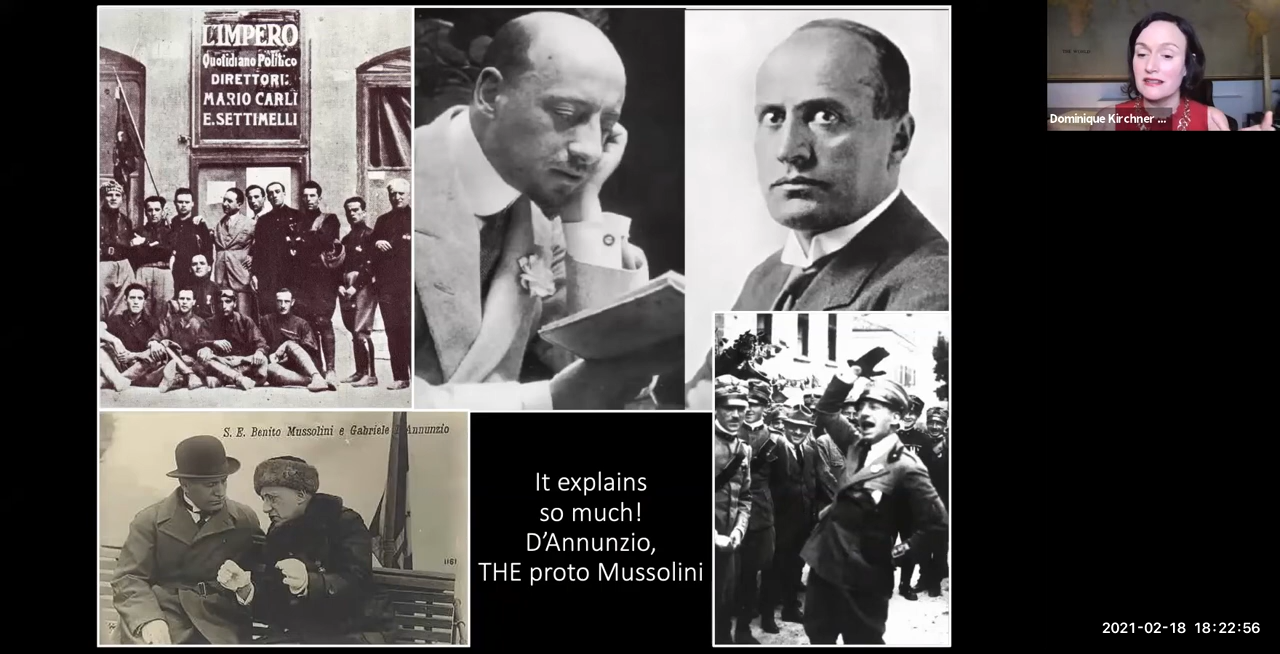 L'IMPERO
Quotidiano Politico
DIRETTORI:
MARIO CARLI
E.SETTIMELLI
Dominique Kirchner ...
S. E. Benito Mussolini e Gabriele D'Annunzio
1161
It explains
so much!
D'Annunzio,
THE proto Mussolini
2021-02-18 18:22:56